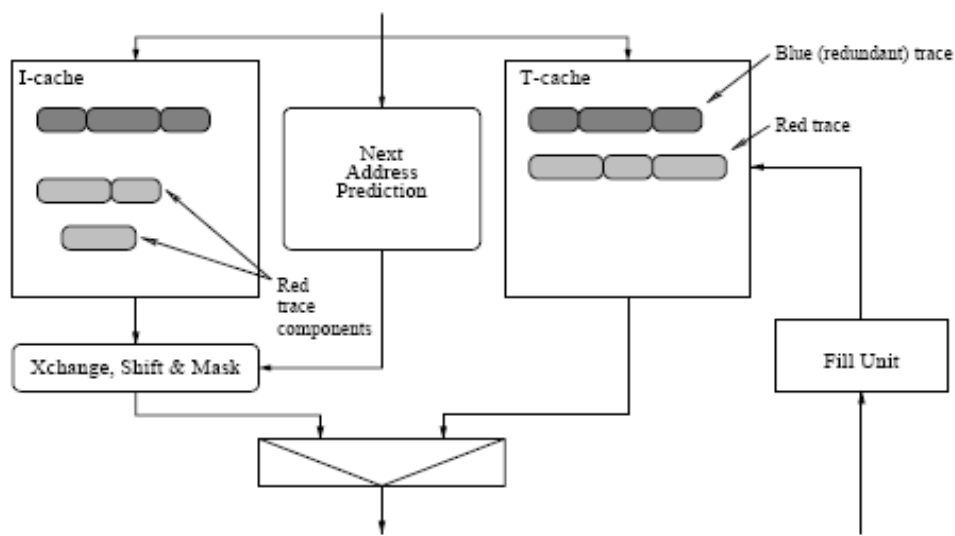 Blue (redundant) trace
I-cache
T-cache
Red trace
Next
Address
Prediction
Red
trace
components
Xchange, Shift & Mask
Fill Unit